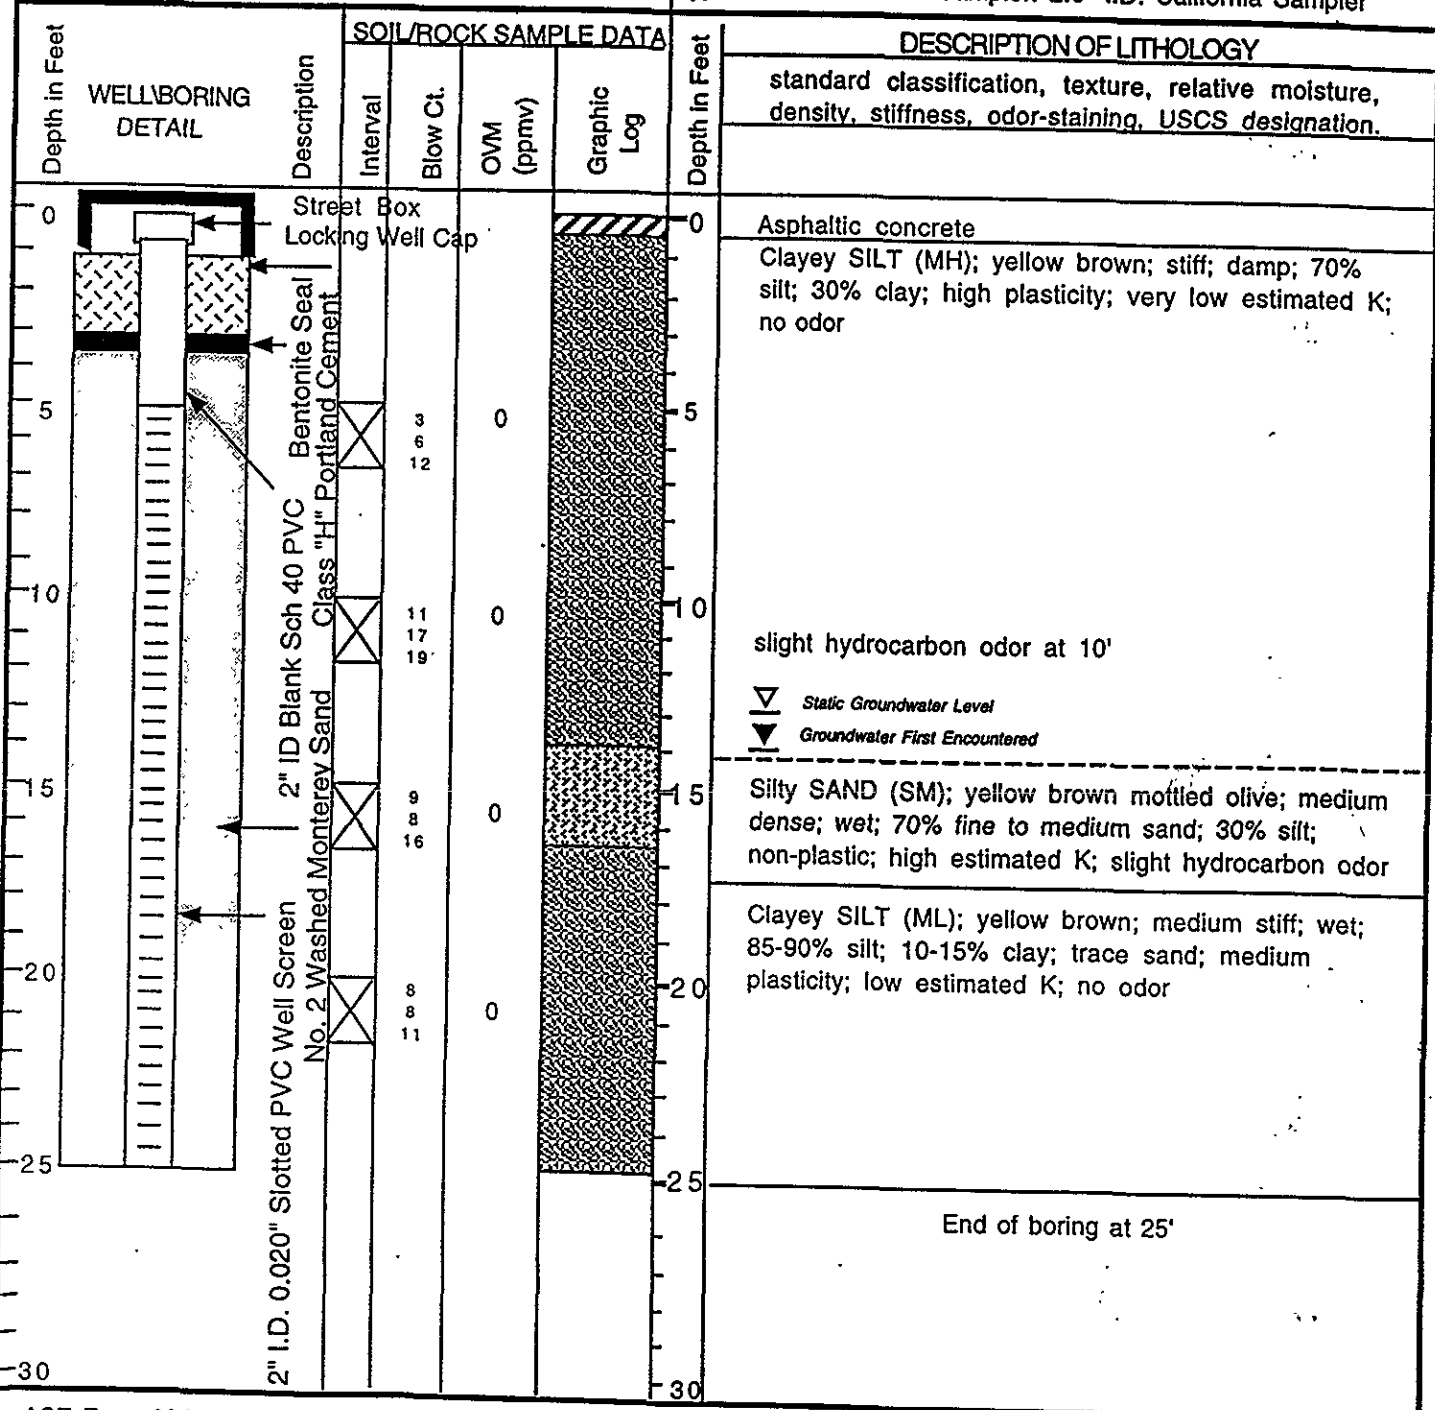 I.D. California Sampler
SOIL/ROCK SAMPLE DATA
DESCRIPTION OF LITHOLOGY
Depth in Feet
WELL\BORING
DETAIL
Description
Interval
Blow Ct.
OVM
(ppmv)
Graphic
Log
Depth in Feet
standard classification, texture, relative moisture,
density, stiffness, odor-staining, USCS designation.
Street Box
Locking Well Cap
Bentonite Seal
Class "H" Portland Cement
2" ID Blank Sch 40 PVC
No. 2 Washed Monterey Sand
2" I.D. 0.020" Slotted PVC Well Screen
0
5
10
15
20
25
30
3
6
12
0
11
17
19
0
9
8
16
0
8
8
11
0
0
5
10
15
20
25
30
Asphaltic concrete
Clayey SILT (MH); yellow brown; stiff; damp; 70%
silt; 30% clay; high plasticity; very low estimated K;
no odor
slight hydrocarbon odor at 10'
Static Groundwater Level
Groundwater First Encountered
Silty SAND (SM); yellow brown mottled olive; medium
dense; wet; 70% fine to medium sand; 30% silt;
non-plastic; high estimated K; slight hydrocarbon odor
Clayey SILT (ML); yellow brown; medium stiff; wet;
85-90% silt; 10-15% clay; trace sand; medium
plasticity; low estimated K; no odor
End of boring at 25'